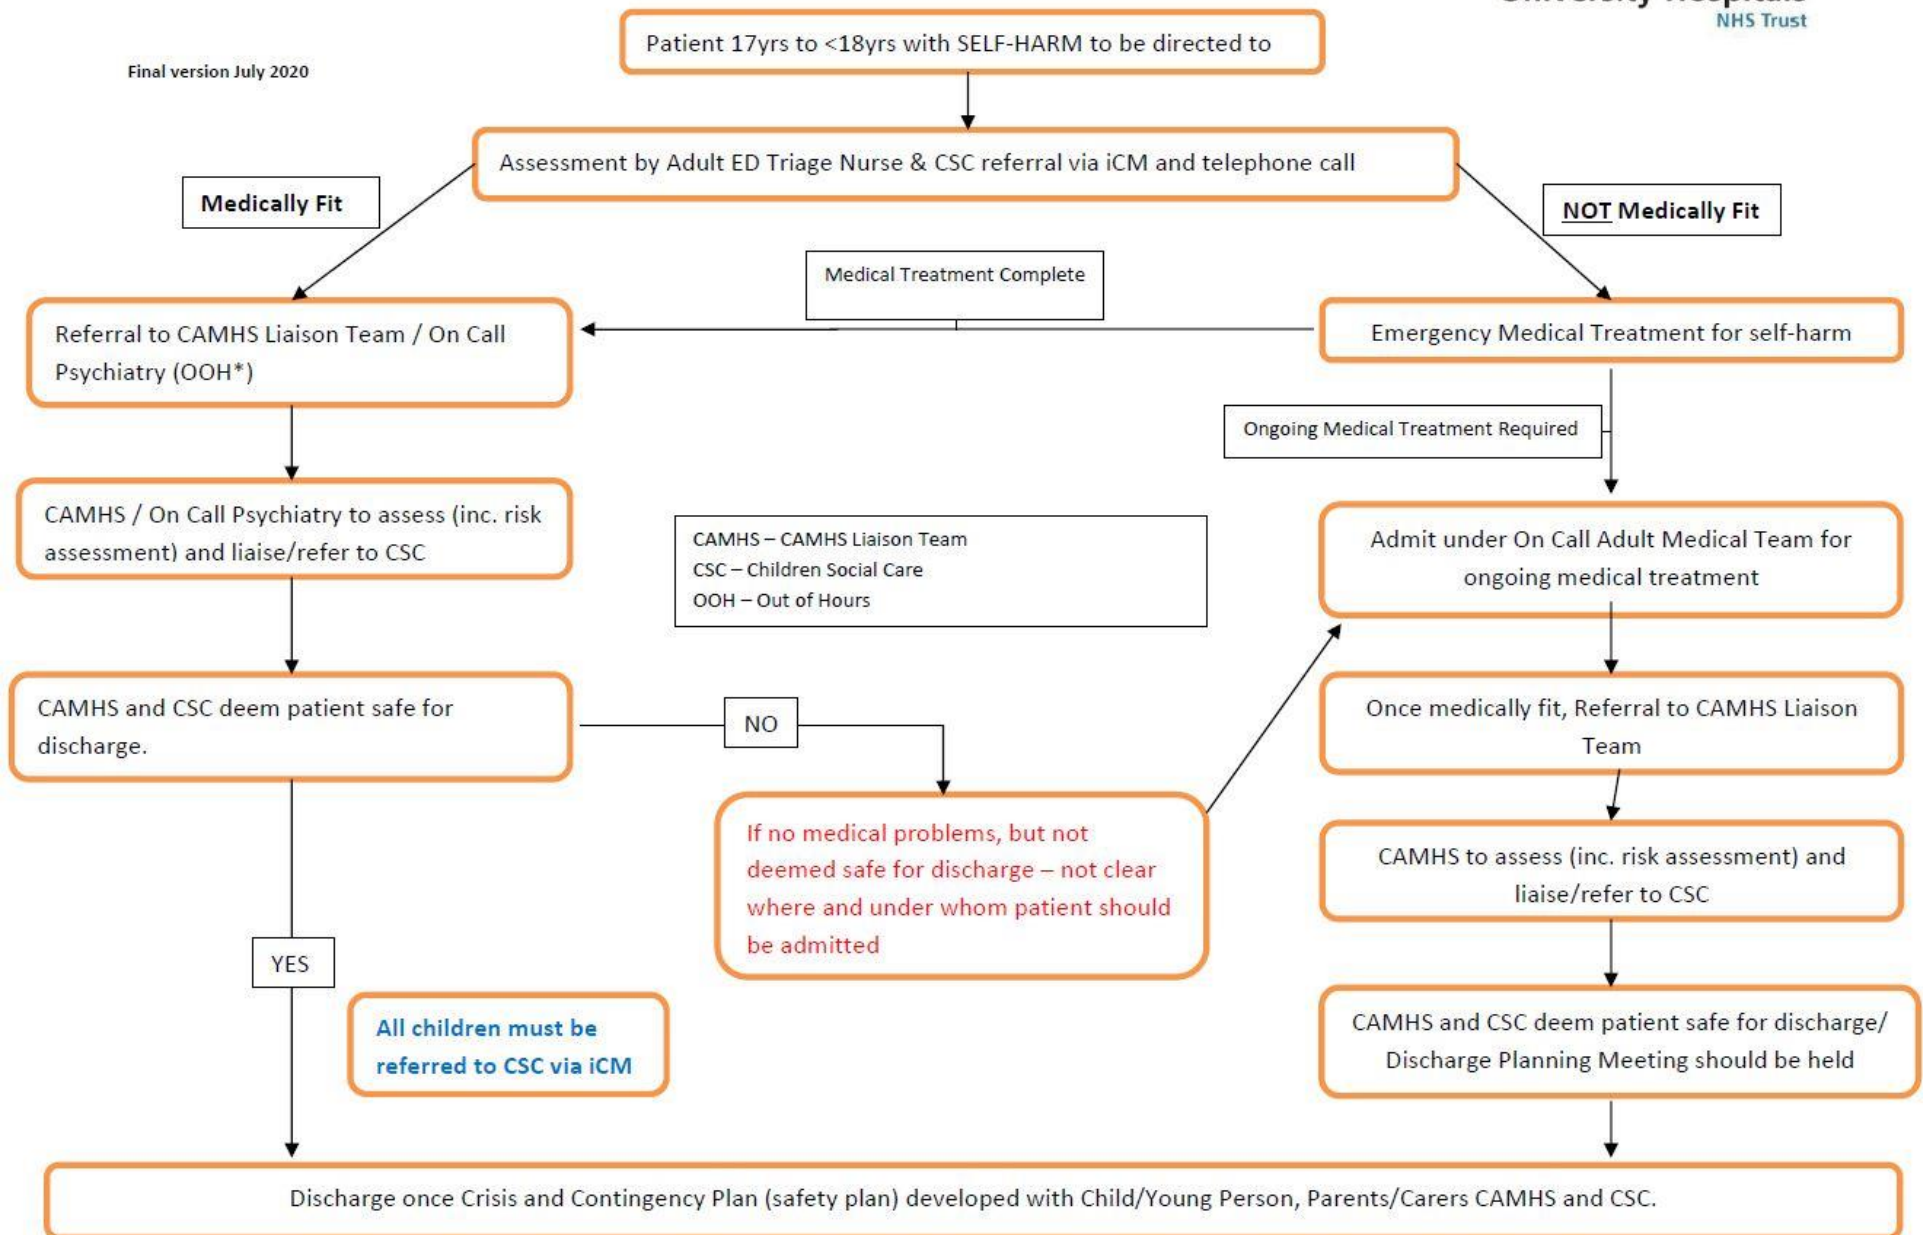 University Hospitals
NHS Trust
Final version July 2020
Patient 17yrs to <18yrs with SELF-HARM to be directed to
Assessment by Adult ED Triage Nurse & CSC referral via iCM and telephone call
Medically Fit
NOT Medically Fit
Medical Treatment Complete
Referral to CAMHS Liaison Team / On Call
Psychiatry (OOH*)
Emergency Medical Treatment for self-harm
Ongoing Medical Treatment Required
CAMHS / On Call Psychiatry to assess (inc. risk
assessment) and liaise/refer to CSC
CAMHS – CAMHS Liaison Team
CSC – Children Social Care
OOH – Out of Hours
Admit under On Call Adult Medical Team for
ongoing medical treatment
CAMHS and CSC deem patient safe for
discharge.
NO
Once medically fit, Referral to CAMHS Liaison
Team
If no medical problems, but not
deemed safe for discharge – not clear
where and under whom patient should
be admitted
CAMHS to assess (inc. risk assessment) and
liaise/refer to CSC
YES
All children must be
referred to CSC via iCM
CAMHS and CSC deem patient safe for discharge/
Discharge Planning Meeting should be held
Discharge once Crisis and Contingency Plan (safety plan) developed with Child/Young Person, Parents/Carers CAMHS and CSC.